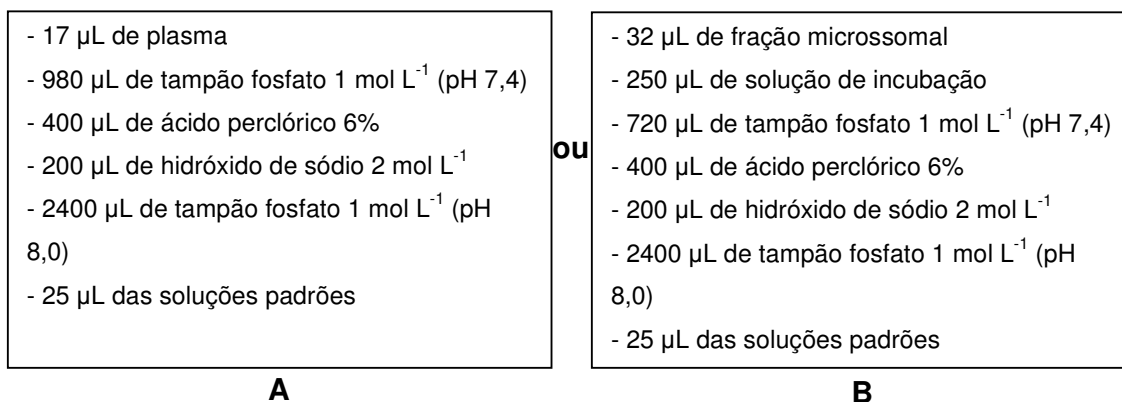 - 17 µL de plasma
- 980 µL de tampão fosfato 1 mol L⁻¹ (pH 7,4)
- 400 µL de ácido perclórico 6%
- 200 µL de hidróxido de sódio 2 mol L⁻¹
- 2400 µL de tampão fosfato 1 mol L⁻¹ (pH
8,0)
- 25 µL das soluções padrões
A
ou
- 32 µL de fração microssomal
- 250 µL de solução de incubação
- 720 µL de tampão fosfato 1 mol L⁻¹ (pH 7,4)
- 400 µL de ácido perclórico 6%
- 200 µL de hidróxido de sódio 2 mol L⁻¹
- 2400 µL de tampão fosfato 1 mol L⁻¹ (pH
8,0)
- 25 µL das soluções padrões
B